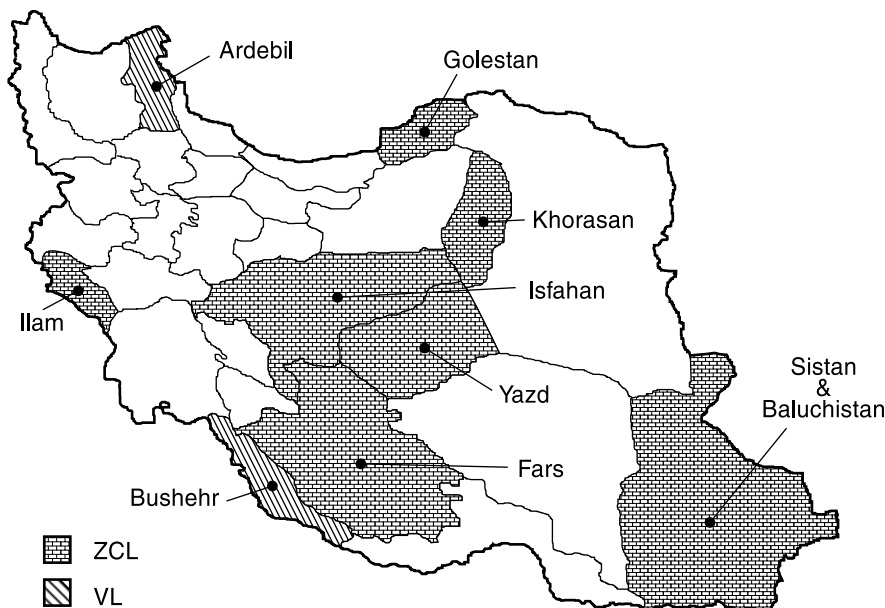 Ardebil
Golestan
Khorasan
Isfahan
Ilam
Sistan
&
Baluchistan
Yazd
Fars
Bushehr
ZCL
VL